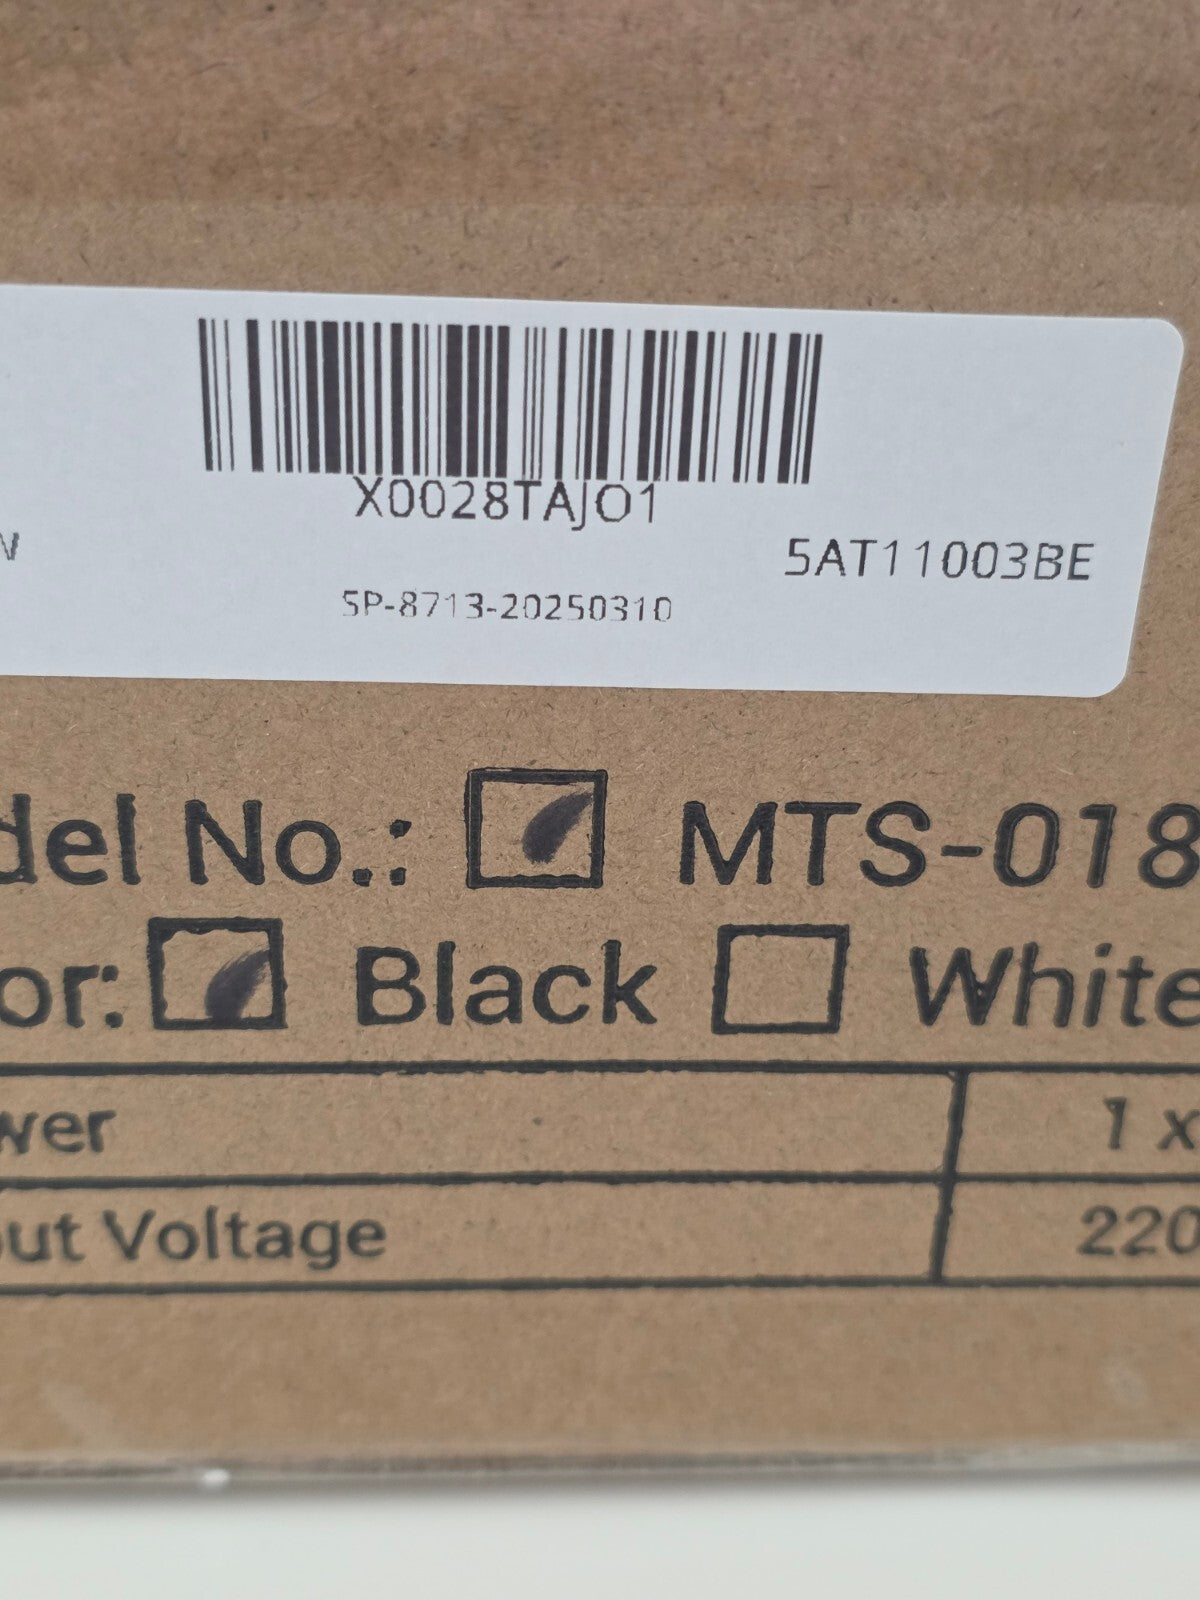 X0028TAJO1
5AT11003BE
SP-8713-20250310
del No.: MTS-018
or: Black White
wer 1 x
out Voltage 220